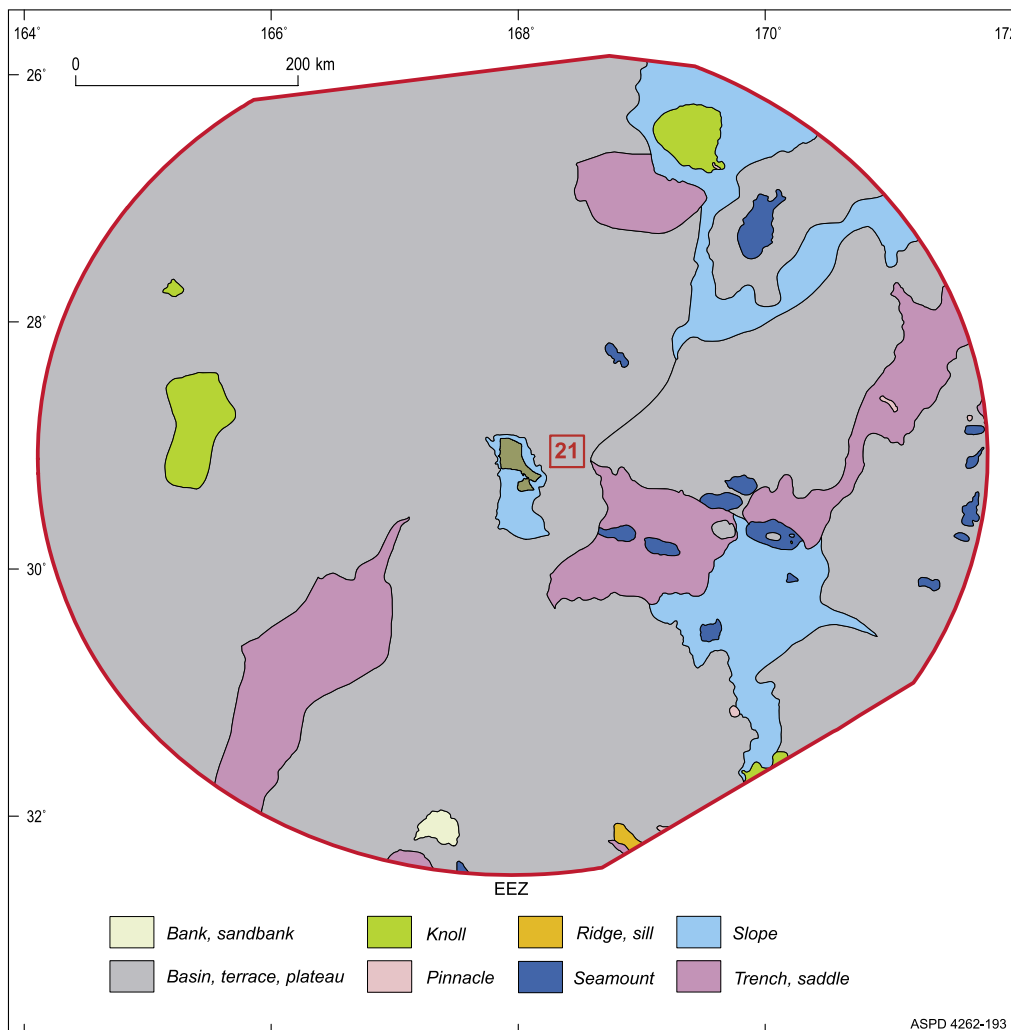 164˚ 166˚ 168˚ 170˚ 172
26˚
0 200 km
28˚
21
30˚
32˚
EEZ
Bank, sandbank Knoll Ridge, sill Slope
Basin, terrace, plateau Pinnacle Seamount Trench, saddle
ASPD 4262-193